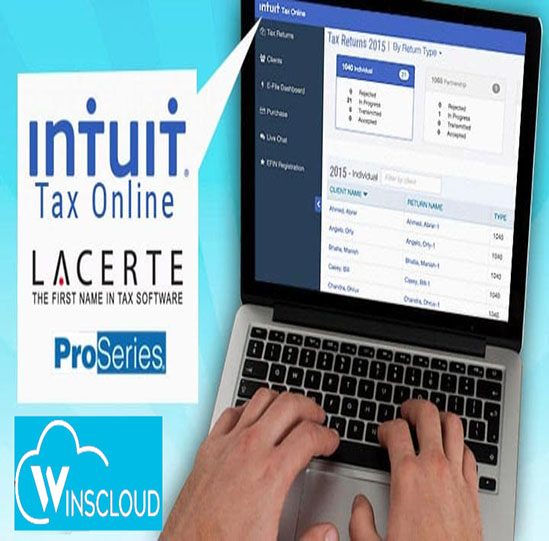 ıntuıt Tax Online
Tax Returns
Clients
E-File Dashboard
Purchase
Live Chat
EFIN Registration
Tax Returns 2015 | By Return Type
1040 Individual 21
0 Rejected
21 In Progress
0 Transmitted
0 Accepted
1065 Partnership 1
0 Rejected
1 In Progress
0 Transmitted
0 Accepted
2015 - Individual Filter by client
CLIENT NAME RETURN NAME TYPE
Ahmed, Abrar Ahmed, Abrar-1 1040
Angelo, Orly Angelo, Orly-1 1040
Bhatia, Manish Bhatia, Manish-1 1040
Casey, Bill Casey, Bill-1 1040
Chandra, Dhruv Chandra, Dhruv-1 1040
ıntuıt®
Tax Online
LACERTE
THE FIRST NAME IN TAX SOFTWARE
ProSeries®
WINSCLOUD